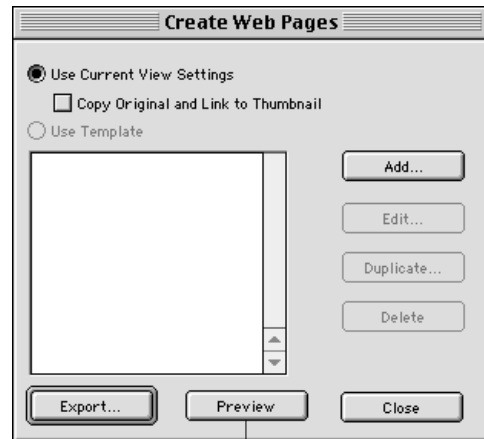 Create Web Pages
Use Current View Settings
Copy Original and Link to Thumbnail
Use Template
Add...
Edit...
Duplicate...
Delete
Export...
Preview
Close